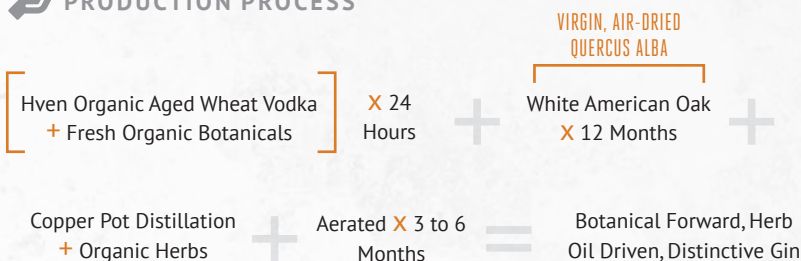 PRODUCTION PROCESS
VIRGIN, AIR-DRIED
QUERCUS ALBA
[Hven Organic Aged Wheat Vodka
+ Fresh Organic Botanicals]
X 24
Hours
+
White American Oak
X 12 Months
+
Copper Pot Distillation
+ Organic Herbs
+
Aerated X 3 to 6
Months
=
Botanical Forward, Herb
Oil Driven, Distinctive Gin